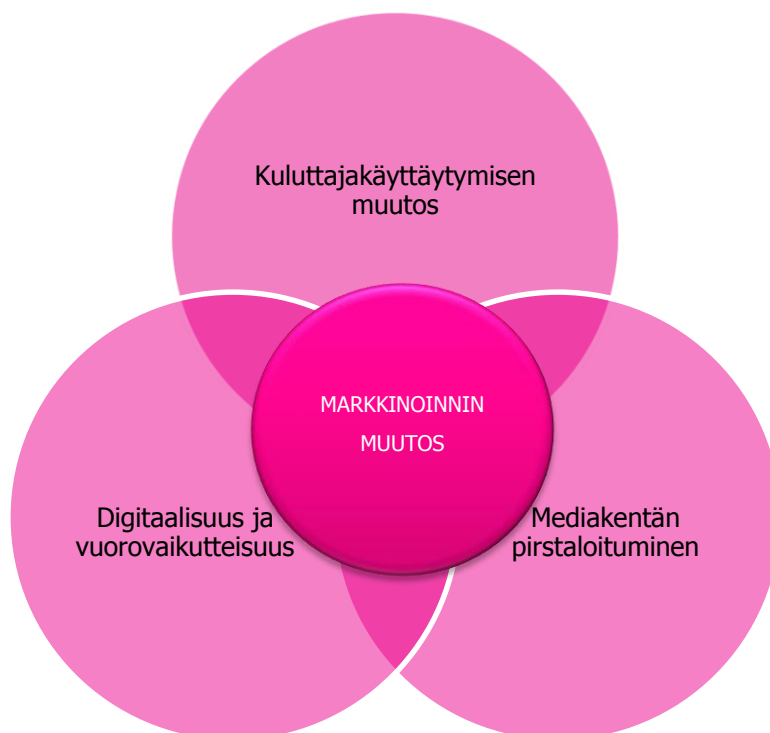 Kuluttajakäyttäytymisen
muutos
MARKKINOINNIN
MUUTOS
Digitaalisuus ja
vuorovaikutteisuus
Mediakentän
pirstaloituminen